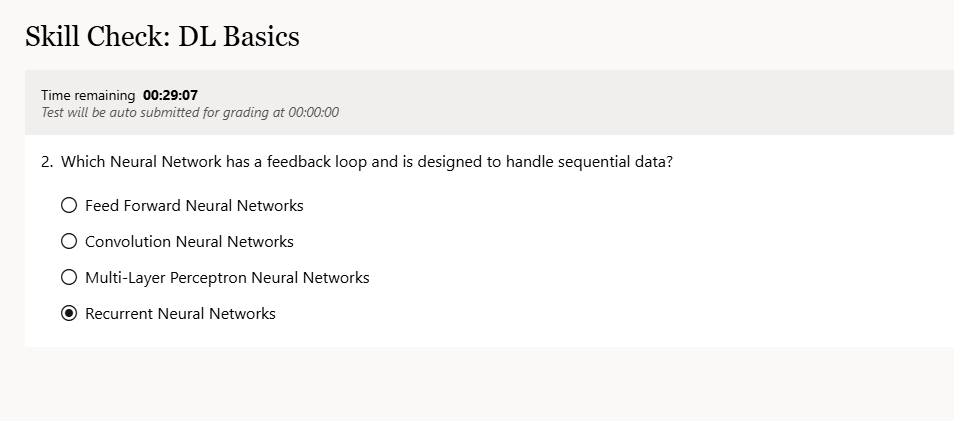 Skill Check: DL Basics
Time remaining 00:29:07
Test will be auto submitted for grading at 00:00:00
2. Which Neural Network has a feedback loop and is designed to handle sequential data?
Feed Forward Neural Networks
Convolution Neural Networks
Multi-Layer Perceptron Neural Networks
Recurrent Neural Networks